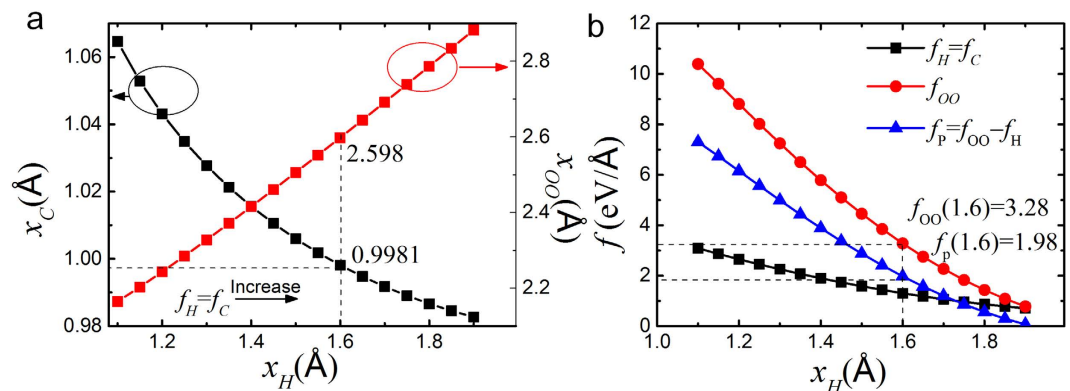 a
1.06
1.04
1.02
1.00
0.98
x_C(Å)
2.8
2.6
2.4
2.2
x_OO(Å)
2.598
0.9981
f_H=f_C
Increase
1.2
1.4
1.6
1.8
x_H(Å)
b
12
10
8
6
4
2
0
f(eV/Å)
f_H=f_C
f_OO
f_P=f_OO−f_H
f_OO(1.6)=3.28
f_p(1.6)=1.98
1.0
1.2
1.4
1.6
1.8
x_H(Å)